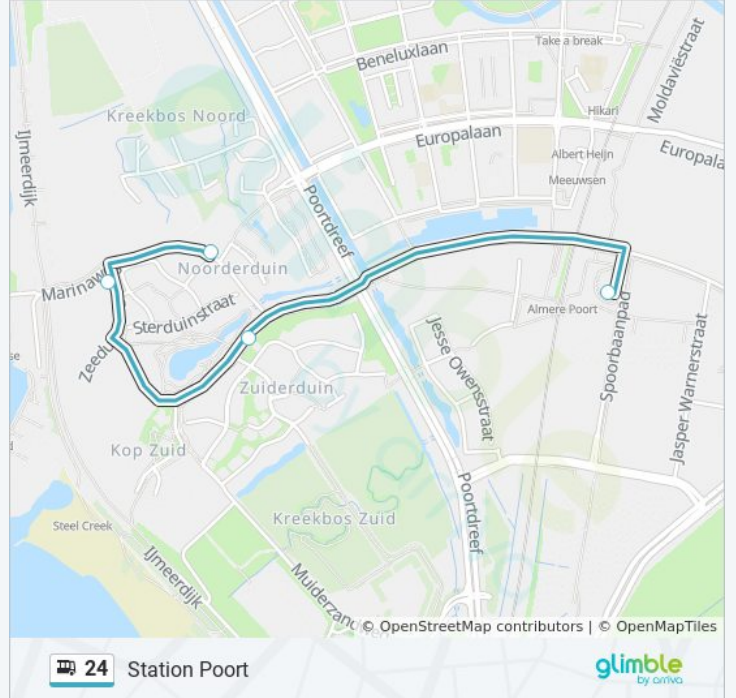 Beneluxlaan
Take a break
Moldaviëstraat
Kreekbos Noord
Hikari
Europalaan
Europala
IJmeerdijk
Albert Heijn
Meeuwsen
Poortdreef
Noorderduin
Marinaw
Sterduinstraat
Almere Poort
Spoorbaanpad
Zeedu
Jesse Owensstraat
Jasper Warnerstraat
se
Zuiderduin
Kop Zuid
Poortdreef
Kreekbos Zuid
Steel Creek
IJmeerdijk
Muiderzand
© OpenStreetMap contributors | © OpenMapTiles
24 Station Poort
glimble
by arriva